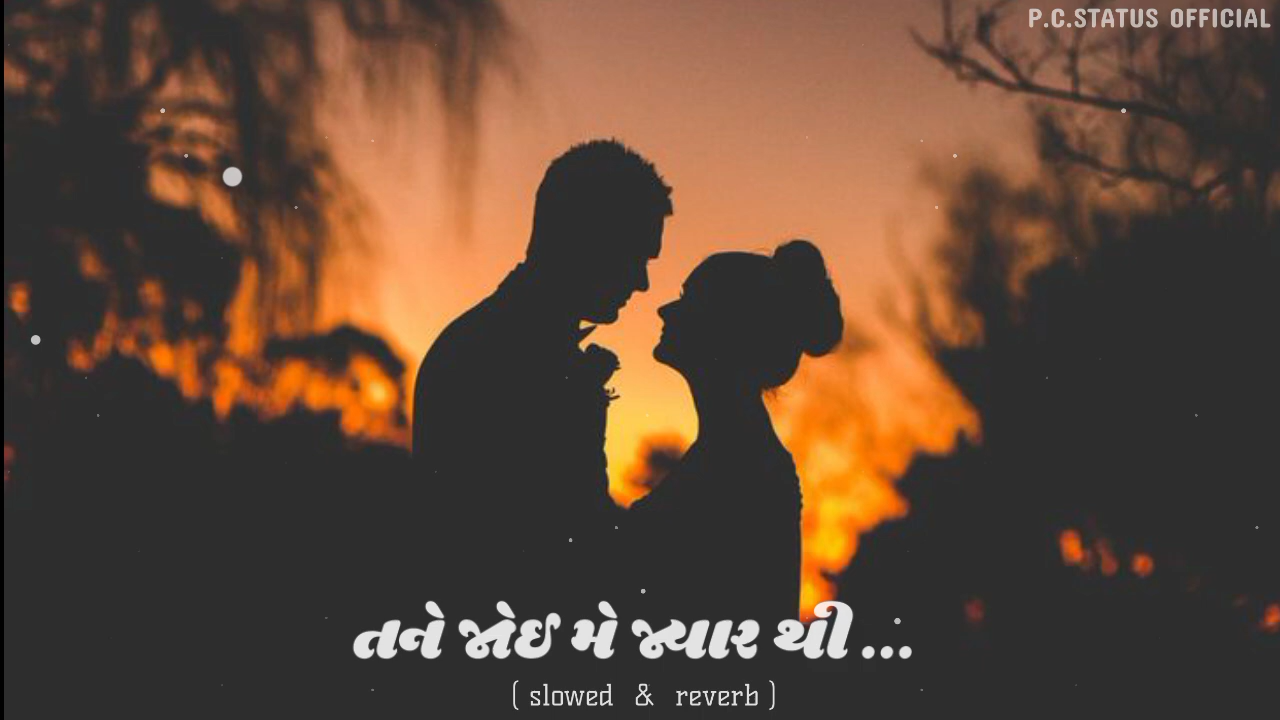 P.C.STATUS OFFICIAL
તને જોઈ મે જ્યાર થી ...
( slowed & reverb )